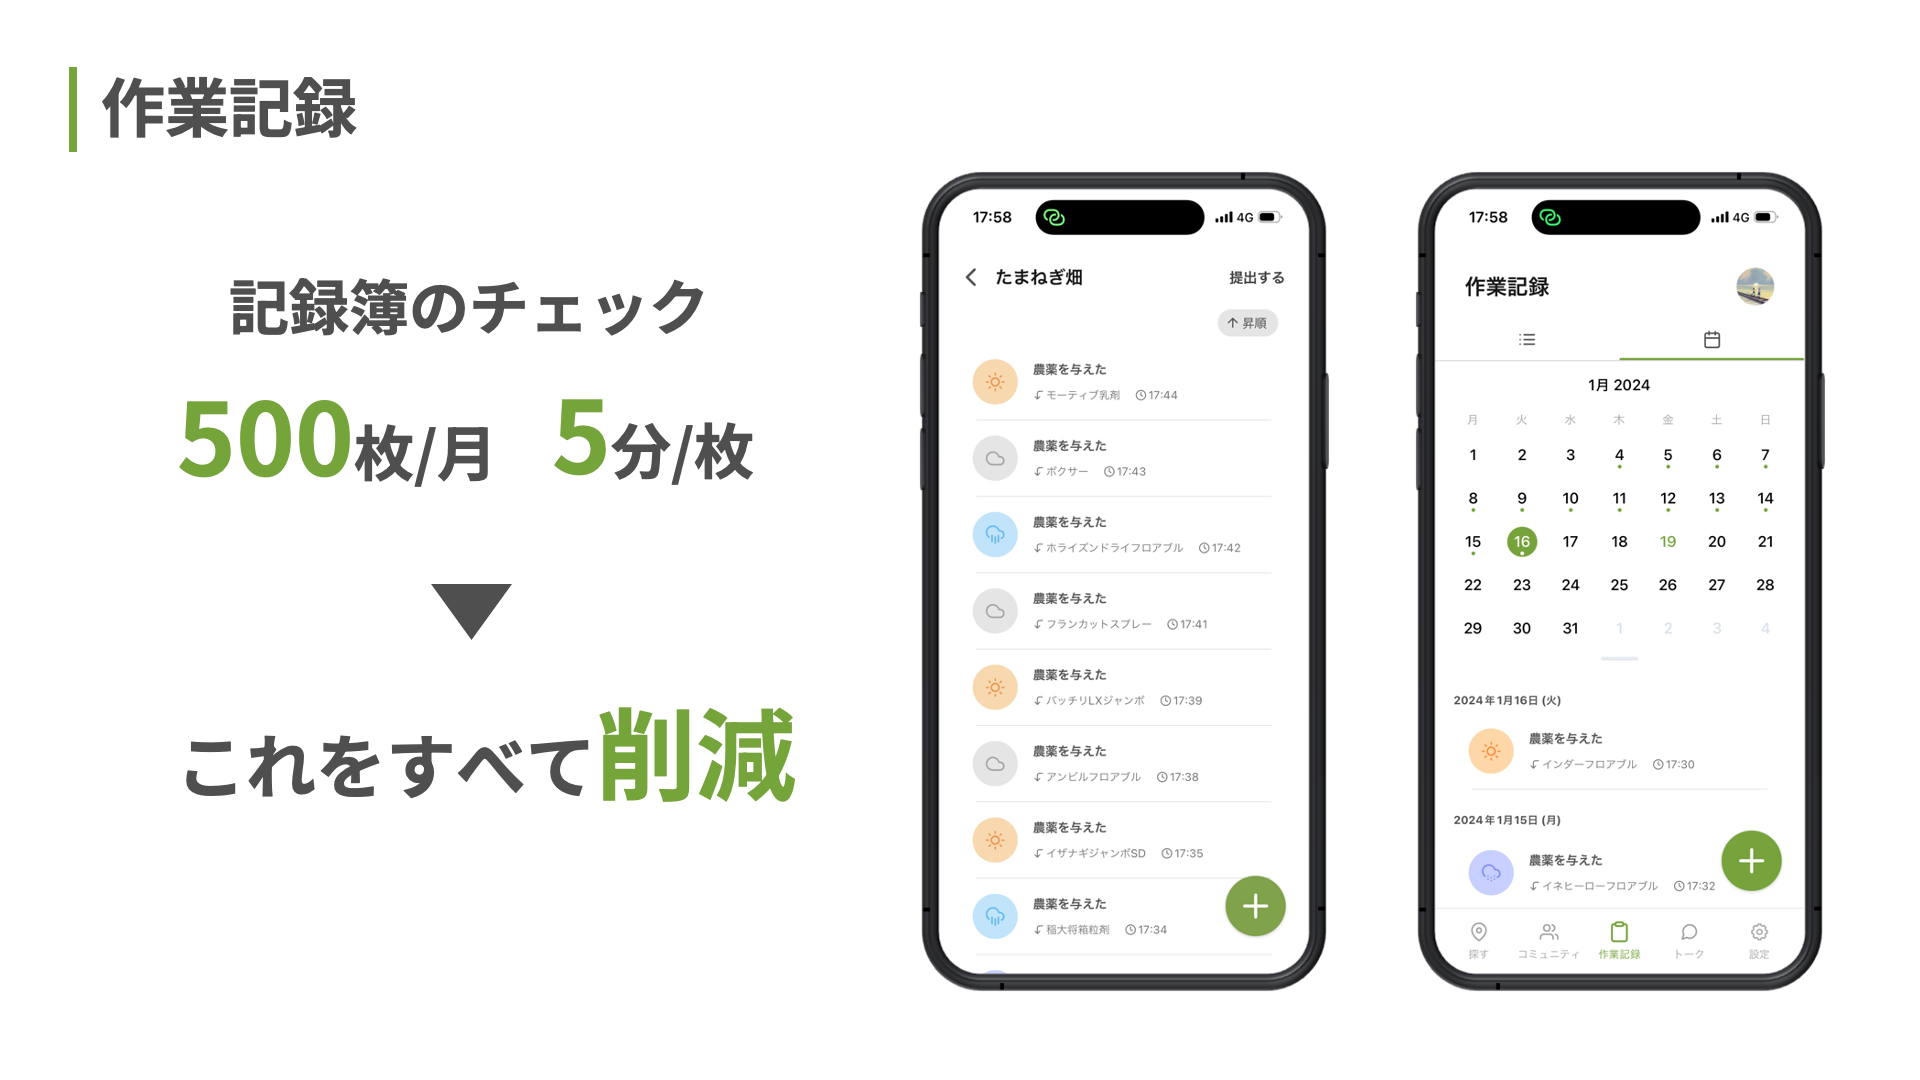 作業記録
記録簿のチェック
500枚/月 5分/枚
これをすべて削減
17:58 4G
たまねぎ畑 提出する
昇順
農薬を与えた
モーティブ乳剤 17:44
農薬を与えた
ボクサー 17:43
農薬を与えた
ホライズンドライフロアブル 17:42
農薬を与えた
フランカットスプレー 17:41
農薬を与えた
バッチリLXジャンボ 17:39
農薬を与えた
アンビルフロアブル 17:38
農薬を与えた
イザナギジャンボSD 17:35
農薬を与えた
稲大将箱粒剤 17:34
17:58 4G
作業記録
1月 2024
月 火 水 木 金 土 日
1 2 3 4 5 6 7
8 9 10 11 12 13 14
15 16 17 18 19 20 21
22 23 24 25 26 27 28
29 30 31 1 2 3 4
2024年1月16日 (火)
農薬を与えた
インダーフロアブル 17:30
2024年1月15日 (月)
農薬を与えた
イネヒーローフロアブル 17:32
探す コミュニティ 作業記録 トーク 設定